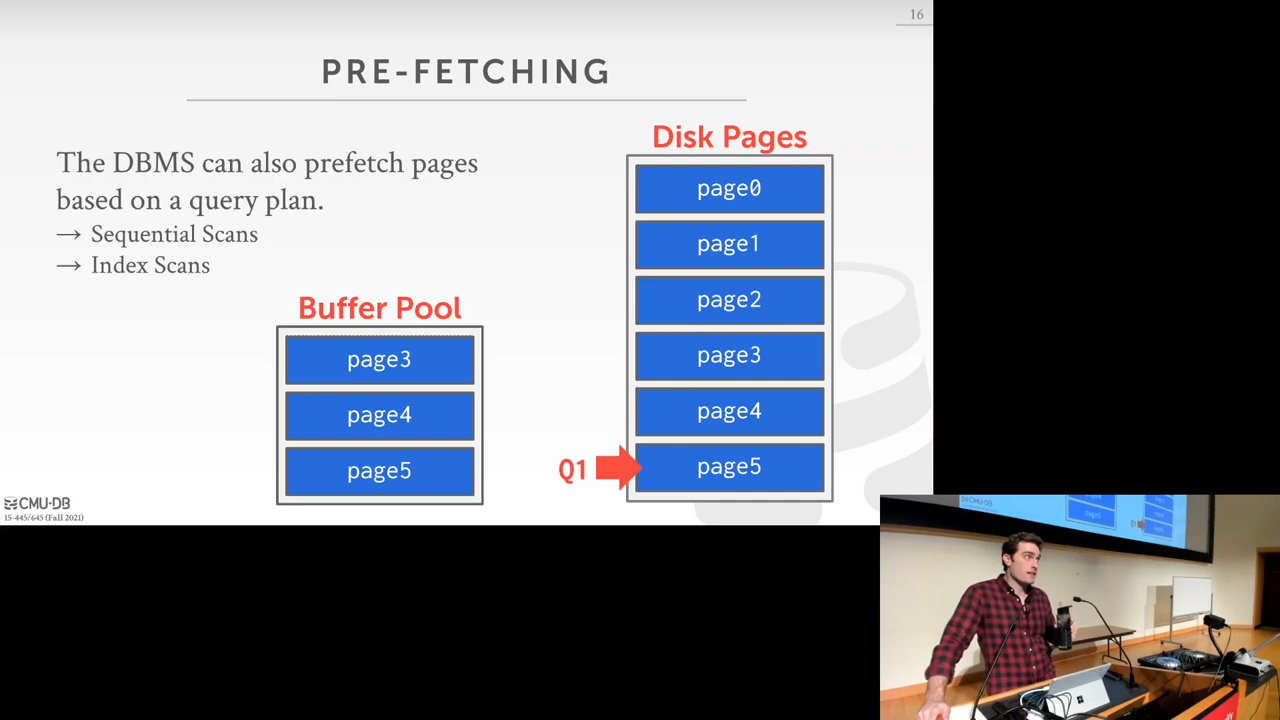 16
PRE-FETCHING
The DBMS can also prefetch pages
based on a query plan.
→ Sequential Scans
→ Index Scans
Buffer Pool
page3
page4
page5
Disk Pages
page0
page1
page2
page3
page4
page5
Q1
CMU·DB
15-445/645 (Fall 2021)